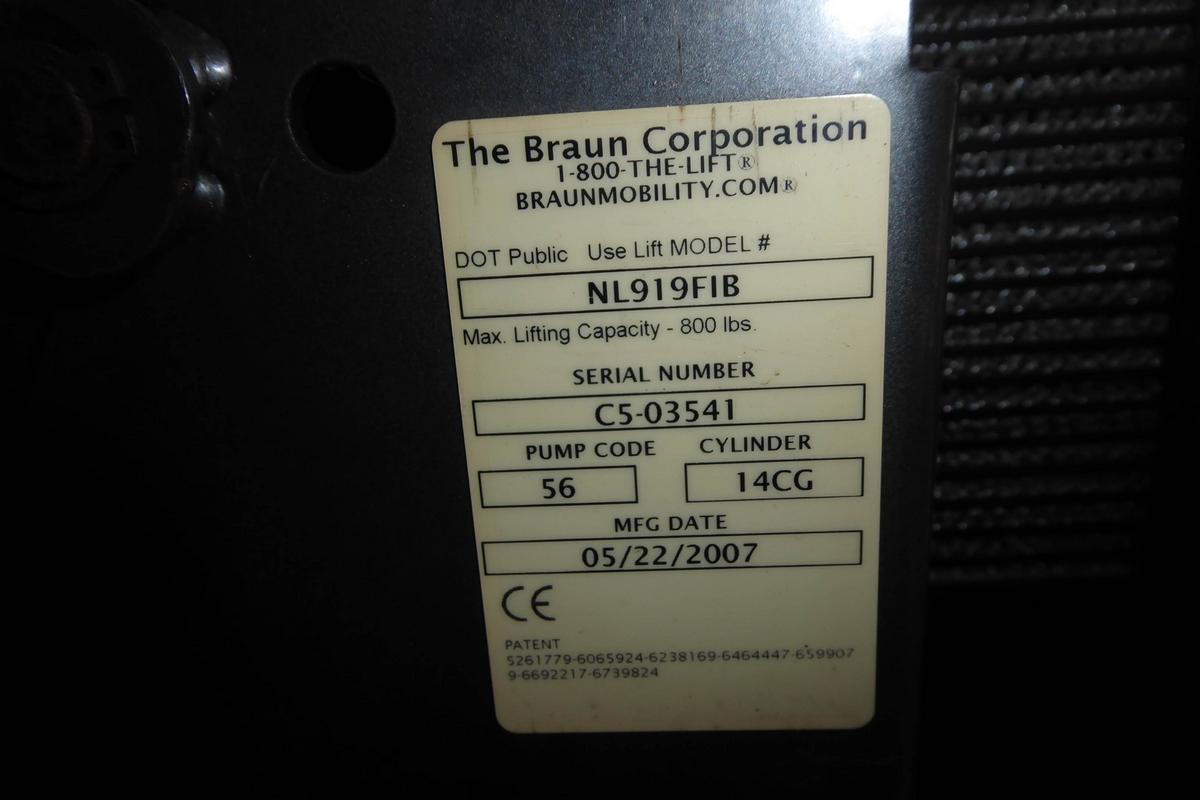 The Braun Corporation
1-800-THE-LIFT®
BRAUNMOBILITY.COM®
DOT Public Use Lift MODEL #
NL919FIB
Max. Lifting Capacity - 800 lbs.
SERIAL NUMBER
C5-03541
PUMP CODE CYLINDER
56 14CG
MFG DATE
05/22/2007
CE
PATENT
5261779-6065924-6238169-6464447-659907
9-6692217-6739824